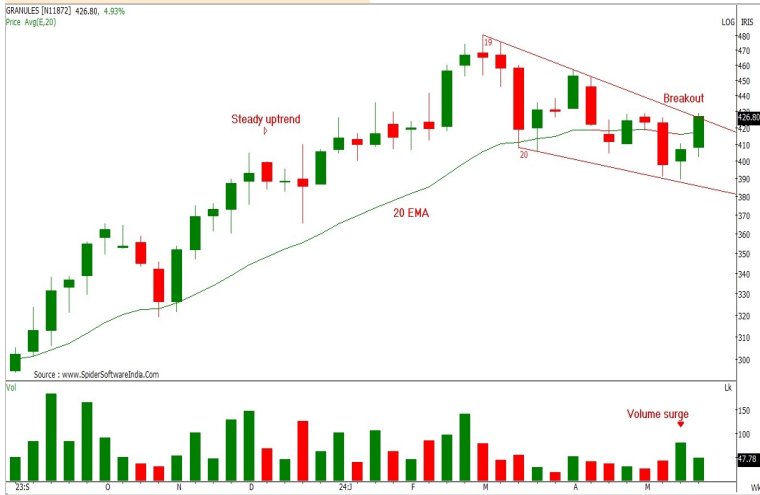 GRANULES [N11872] 426.80, 4.93%
LOG IRIS
Price Avg(E,20)
480
19
470
460
450
Breakout
440
Steady uptrend
430
426.80
420
410
400
20
390
380
20 EMA
370
360
350
340
330
320
310
300
Source : www.SpiderSoftwareIndia.Com
Vol
Lk
150
Volume surge
100
47.78
23:S O N D 24:J F M A M Wk